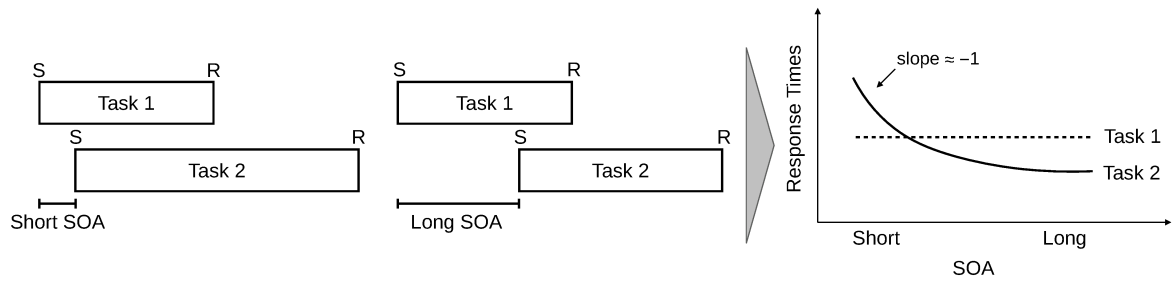 S
R
Task 1
S
R
Task 2
Short SOA
S
R
Task 1
S
R
Task 2
Long SOA
Response Times
slope ≈ −1
Task 1
Task 2
Short
Long
SOA